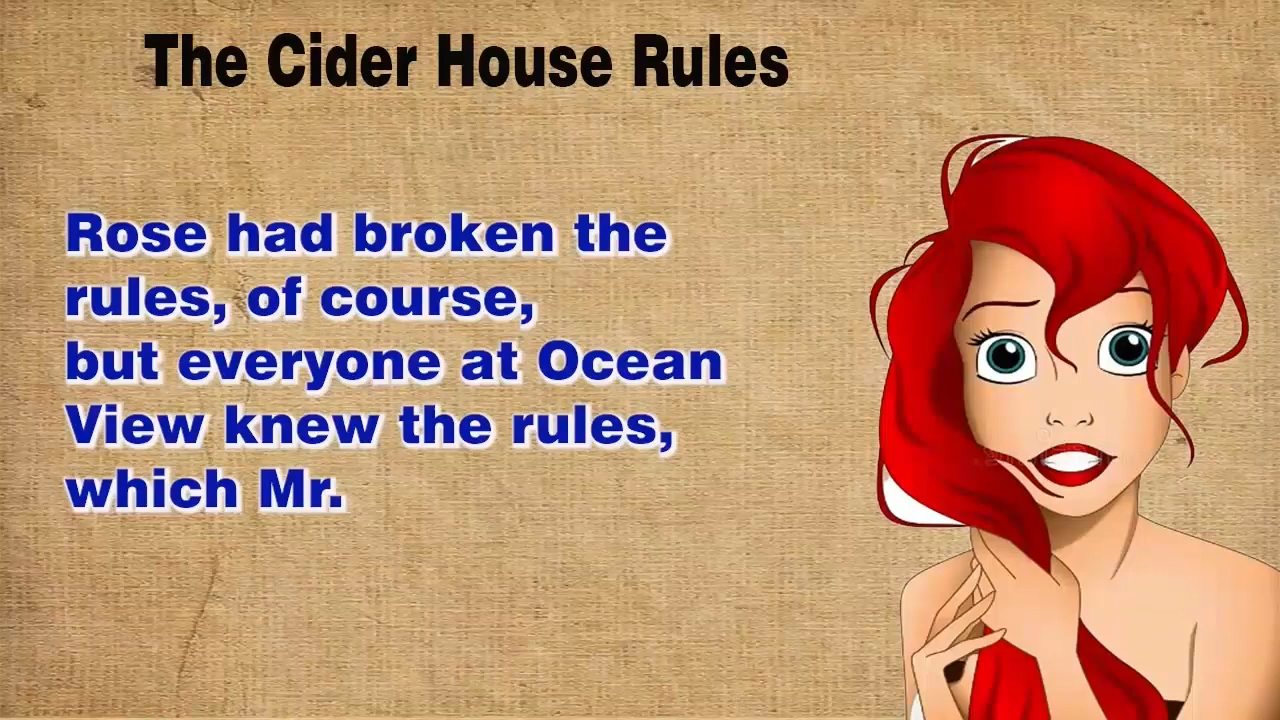 The Cider House Rules
Rose had broken the
rules, of course,
but everyone at Ocean
View knew the rules,
which Mr.